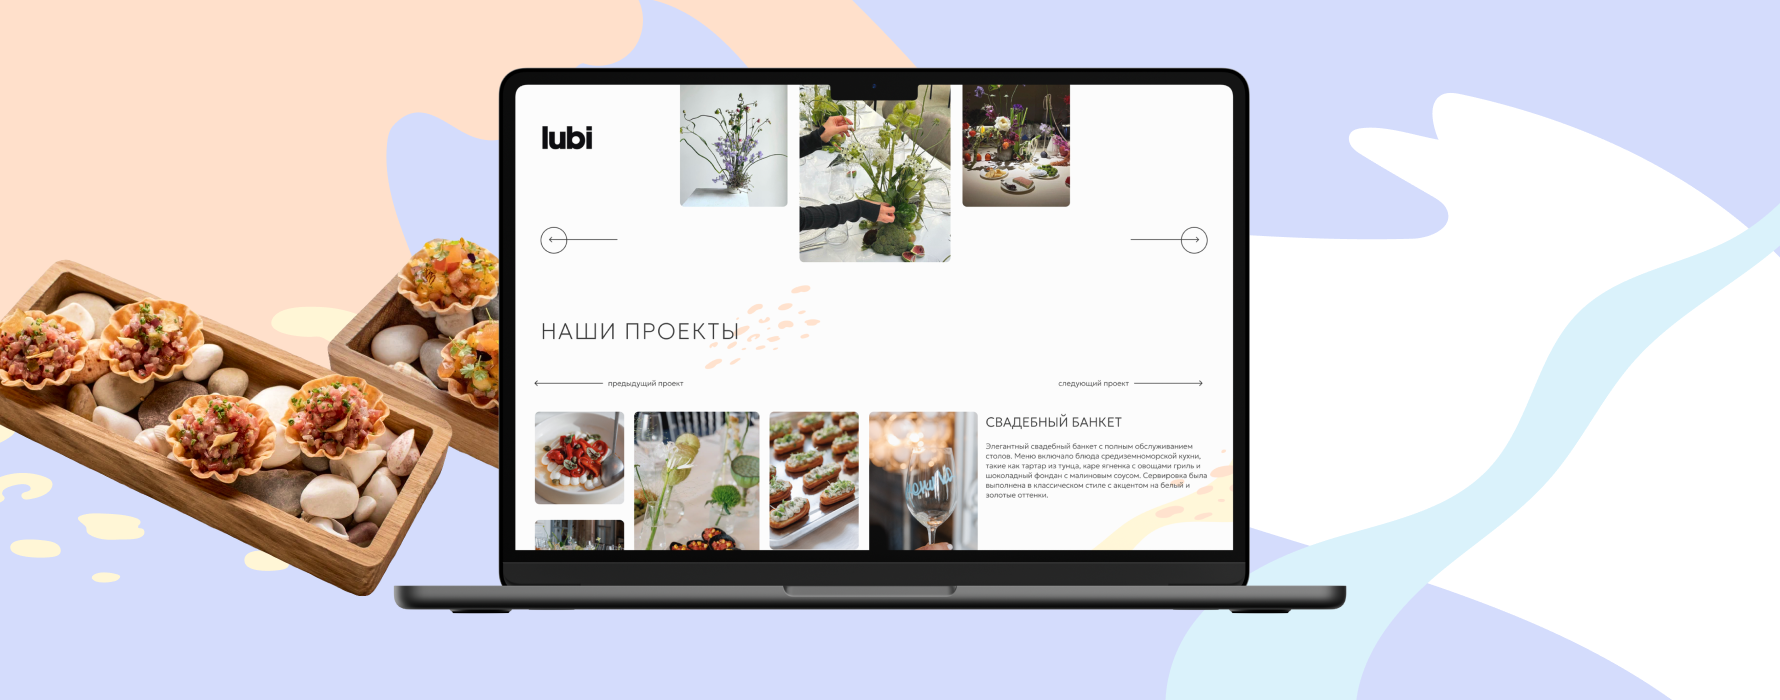 lubi
НАШИ ПРОЕКТЫ
предыдущий проект
следующий проект
СВАДЕБНЫЙ БАНКЕТ
Элегантный свадебный банкет с полным обслуживанием
столов. Меню включало блюда средиземноморской кухни,
такие как тартар из тунца, каре ягненка с овощами гриль и
шоколадный фондан с малиновым соусом. Сервировка была
выполнена в классическом стиле с акцентом на белый и
золотые оттенки.